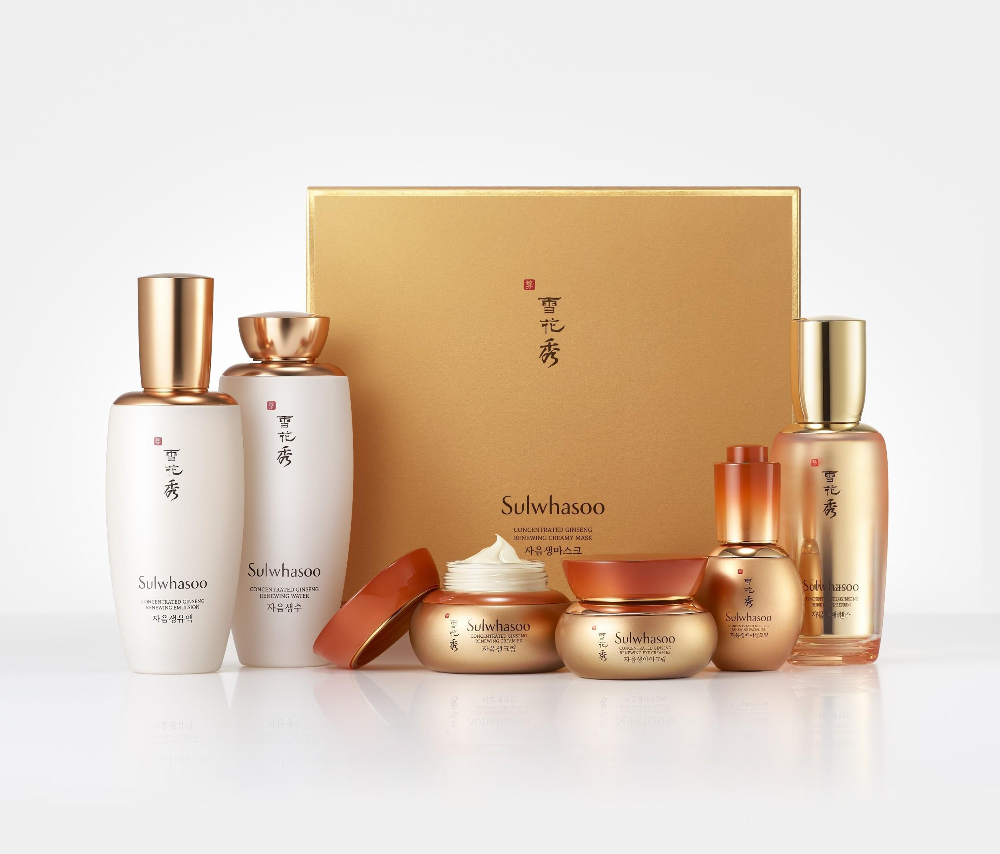 雪花秀
Sulwhasoo
CONCENTRATED GINSENG
RENEWING EMULSION
자음생유액
雪花秀
Sulwhasoo
CONCENTRATED GINSENG
RENEWING WATER
자음생수
韓方
雪花秀
Sulwhasoo
CONCENTRATED GINSENG
RENEWING CREAMY MASK
자음생마스크
雪花秀
Sulwhasoo
CONCENTRATED GINSENG
RENEWING CREAM EX
자음생크림
雪花秀
Sulwhasoo
CONCENTRATED GINSENG
RENEWING EYE CREAM EX
자음생아이크림
雪花秀
Sulwhasoo
CONCENTRATED GINSENG
RENEWING FACIAL OIL
자음생페이셜오일
雪花秀
Sulwhasoo
CONCENTRATED GINSENG
RENEWING SERUM
자음생에센스